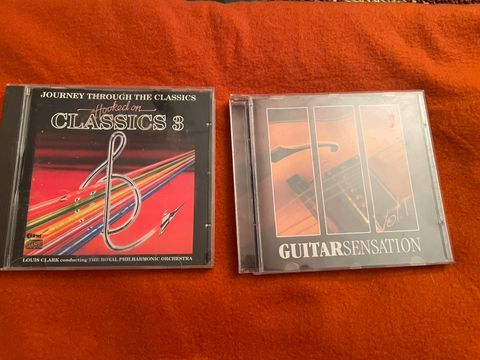 JOURNEY THROUGH THE CLASSICS
Hooked on
CLASSICS 3
LOUIS CLARK conducting THE ROYAL PHILHARMONIC ORCHESTRA
GUITARSENSATION